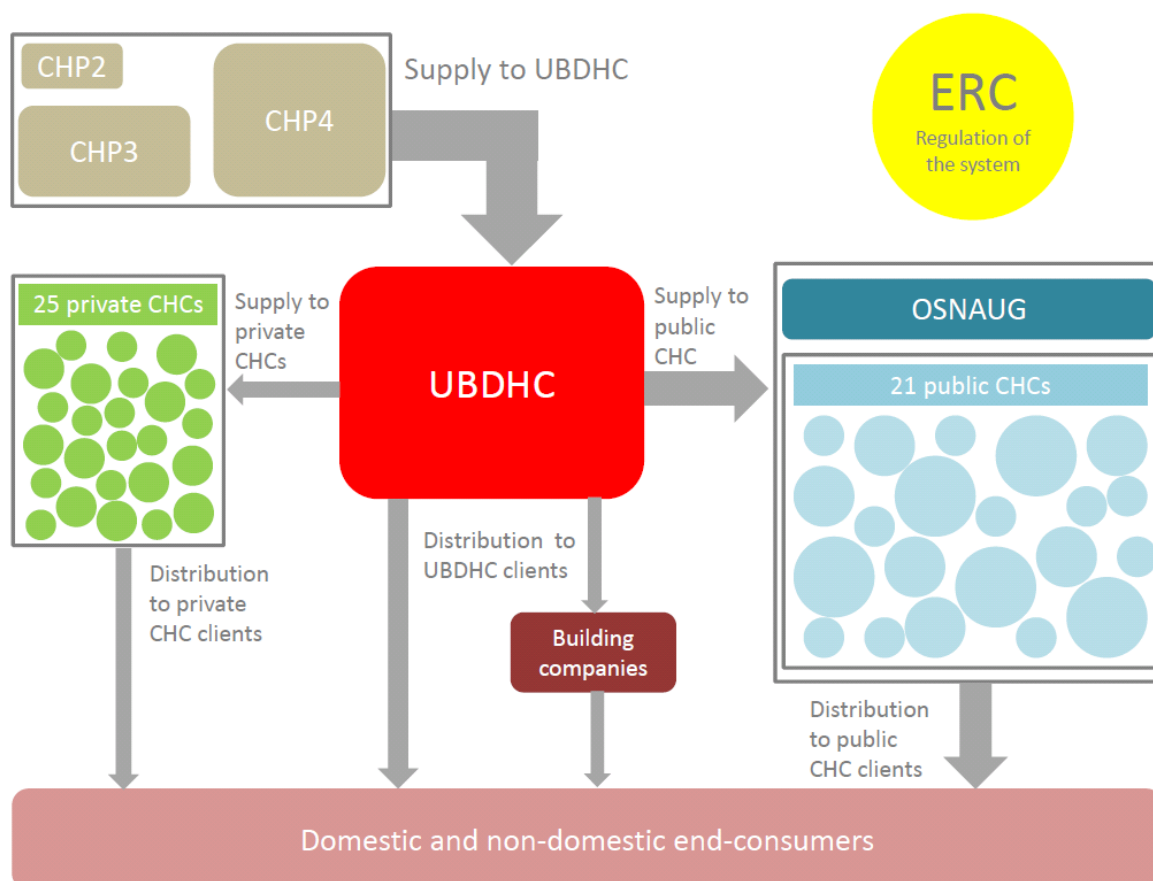 CHP2
CHP3
CHP4
Supply to UBDHC
ERC
Regulation of
the system
25 private CHCs
Supply to
private
CHCs
UBDHC
Supply to
public
CHC
OSNAUG
21 public CHCs
Distribution
to private
CHC clients
Distribution to
UBDHC clients
Building
companies
Distribution
to public
CHC clients
Domestic and non-domestic end-consumers